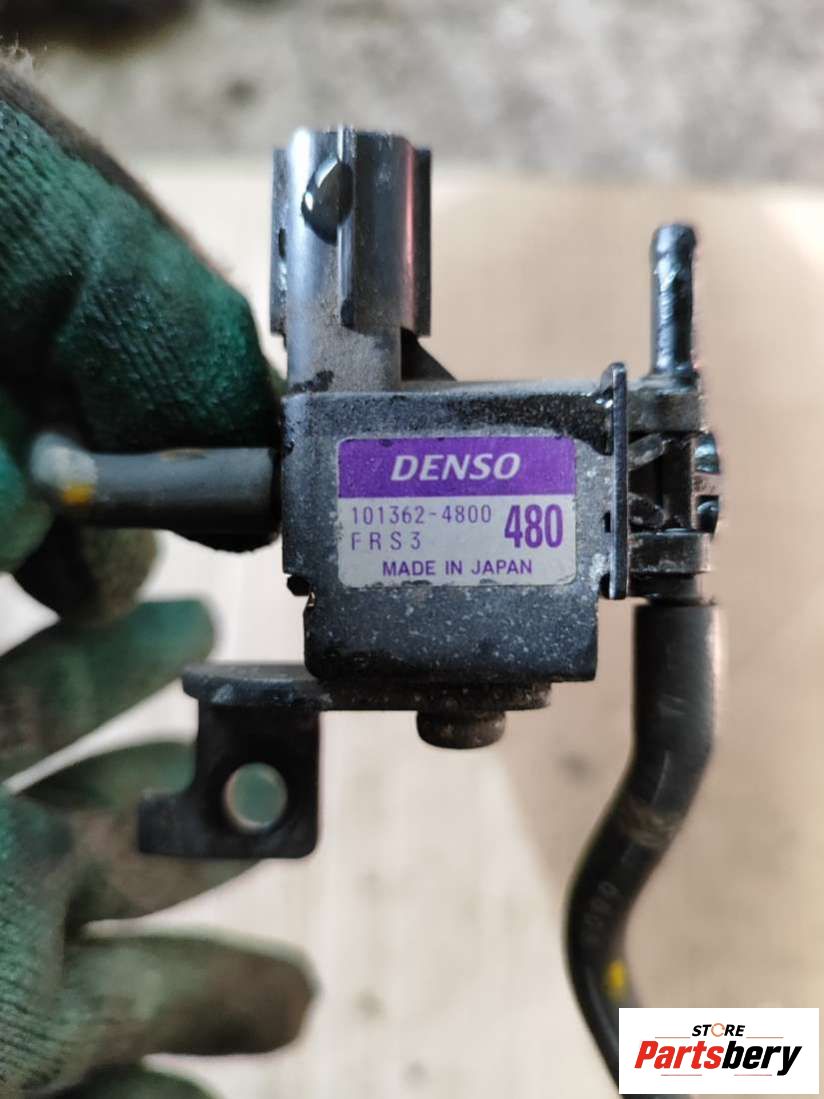 DENSO
101362-4800
FRS3
480
MADE IN JAPAN
STORE
Partsbery